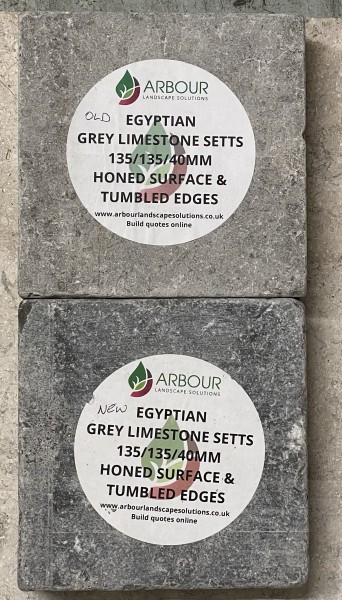 ARBOUR
LANDSCAPE SOLUTIONS
OLD EGYPTIAN
GREY LIMESTONE SETTS
135/135/40MM
HONED SURFACE &
TUMBLED EDGES
www.arbourlandscapesolutions.co.uk
Build quotes online
ARBOUR
LANDSCAPE SOLUTIONS
NEW EGYPTIAN
GREY LIMESTONE SETTS
135/135/40MM
HONED SURFACE &
TUMBLED EDGES
www.arbourlandscapesolutions.co.uk
Build quotes online